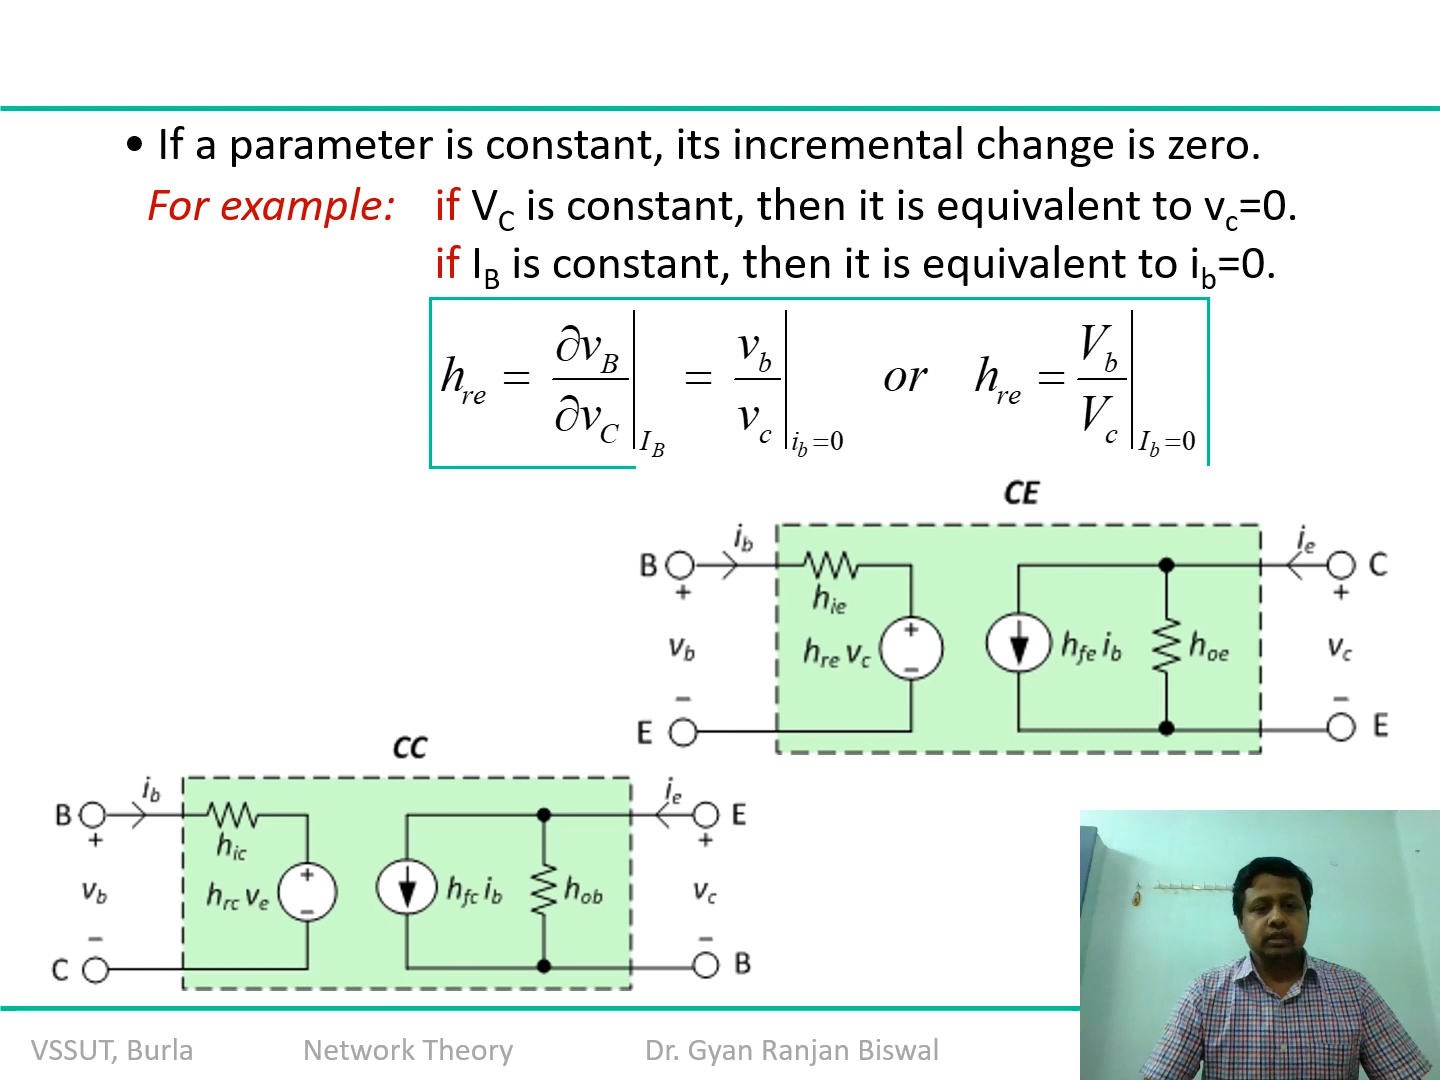 • If a parameter is constant, its incremental change is zero.
For example: if V_C is constant, then it is equivalent to v_c=0.
if I_B is constant, then it is equivalent to i_b=0.
h_re = ∂v_B / ∂v_C |_{I_B} = v_b / v_c |_{i_b=0} or h_re = V_b / V_c |_{I_b=0}
CE
B i_b i_e C
+ h_ie +
v_b h_re v_c + − h_fe i_b h_oe v_c
− −
E E
CC
B i_b i_e E
+ h_ic +
v_b h_rc v_e + − h_fc i_b h_ob v_c
− −
C B
VSSUT, Burla Network Theory Dr. Gyan Ranjan Biswal